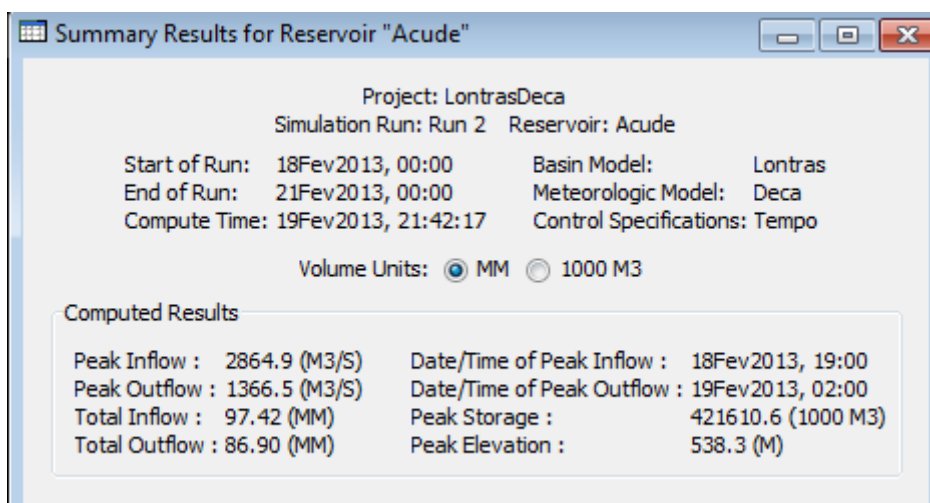 Summary Results for Reservoir "Acude"
Project: LontrasDeca
Simulation Run: Run 2 Reservoir: Acude
Start of Run: 18Fev2013, 00:00 Basin Model: Lontras
End of Run: 21Fev2013, 00:00 Meteorologic Model: Deca
Compute Time: 19Fev2013, 21:42:17 Control Specifications: Tempo
Volume Units: MM 1000 M3
Computed Results
Peak Inflow : 2864.9 (M3/S) Date/Time of Peak Inflow : 18Fev2013, 19:00
Peak Outflow : 1366.5 (M3/S) Date/Time of Peak Outflow : 19Fev2013, 02:00
Total Inflow : 97.42 (MM) Peak Storage : 421610.6 (1000 M3)
Total Outflow : 86.90 (MM) Peak Elevation : 538.3 (M)